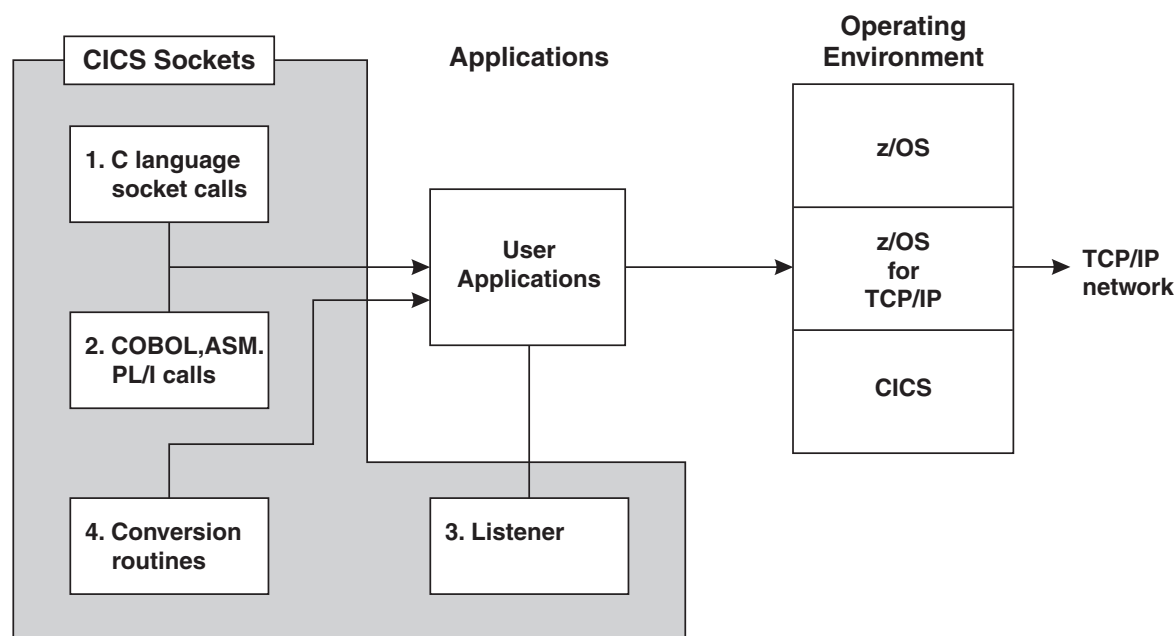 CICS Sockets
Applications
Operating
Environment
1. C language
socket calls
2. COBOL,ASM.
PL/I calls
4. Conversion
routines
3. Listener
User
Applications
z/OS
z/OS
for
TCP/IP
CICS
TCP/IP
network